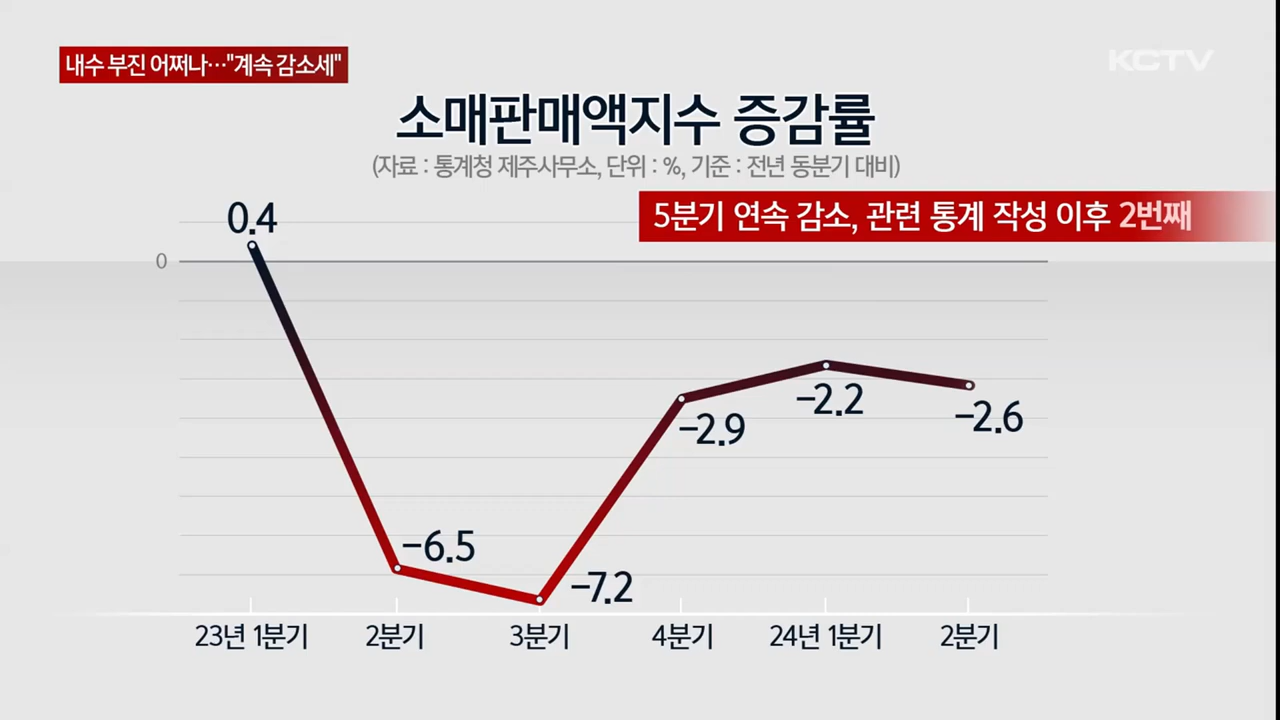 내수 부진 어쩌나…"계속 감소세"
KCTV
소매판매액지수 증감률
(자료 : 통계청 제주사무소, 단위 : %, 기준 : 전년 동분기 대비)
5분기 연속 감소, 관련 통계 작성 이후 2번째
0.4
0
-6.5
-7.2
-2.9
-2.2
-2.6
23년 1분기 2분기 3분기 4분기 24년 1분기 2분기